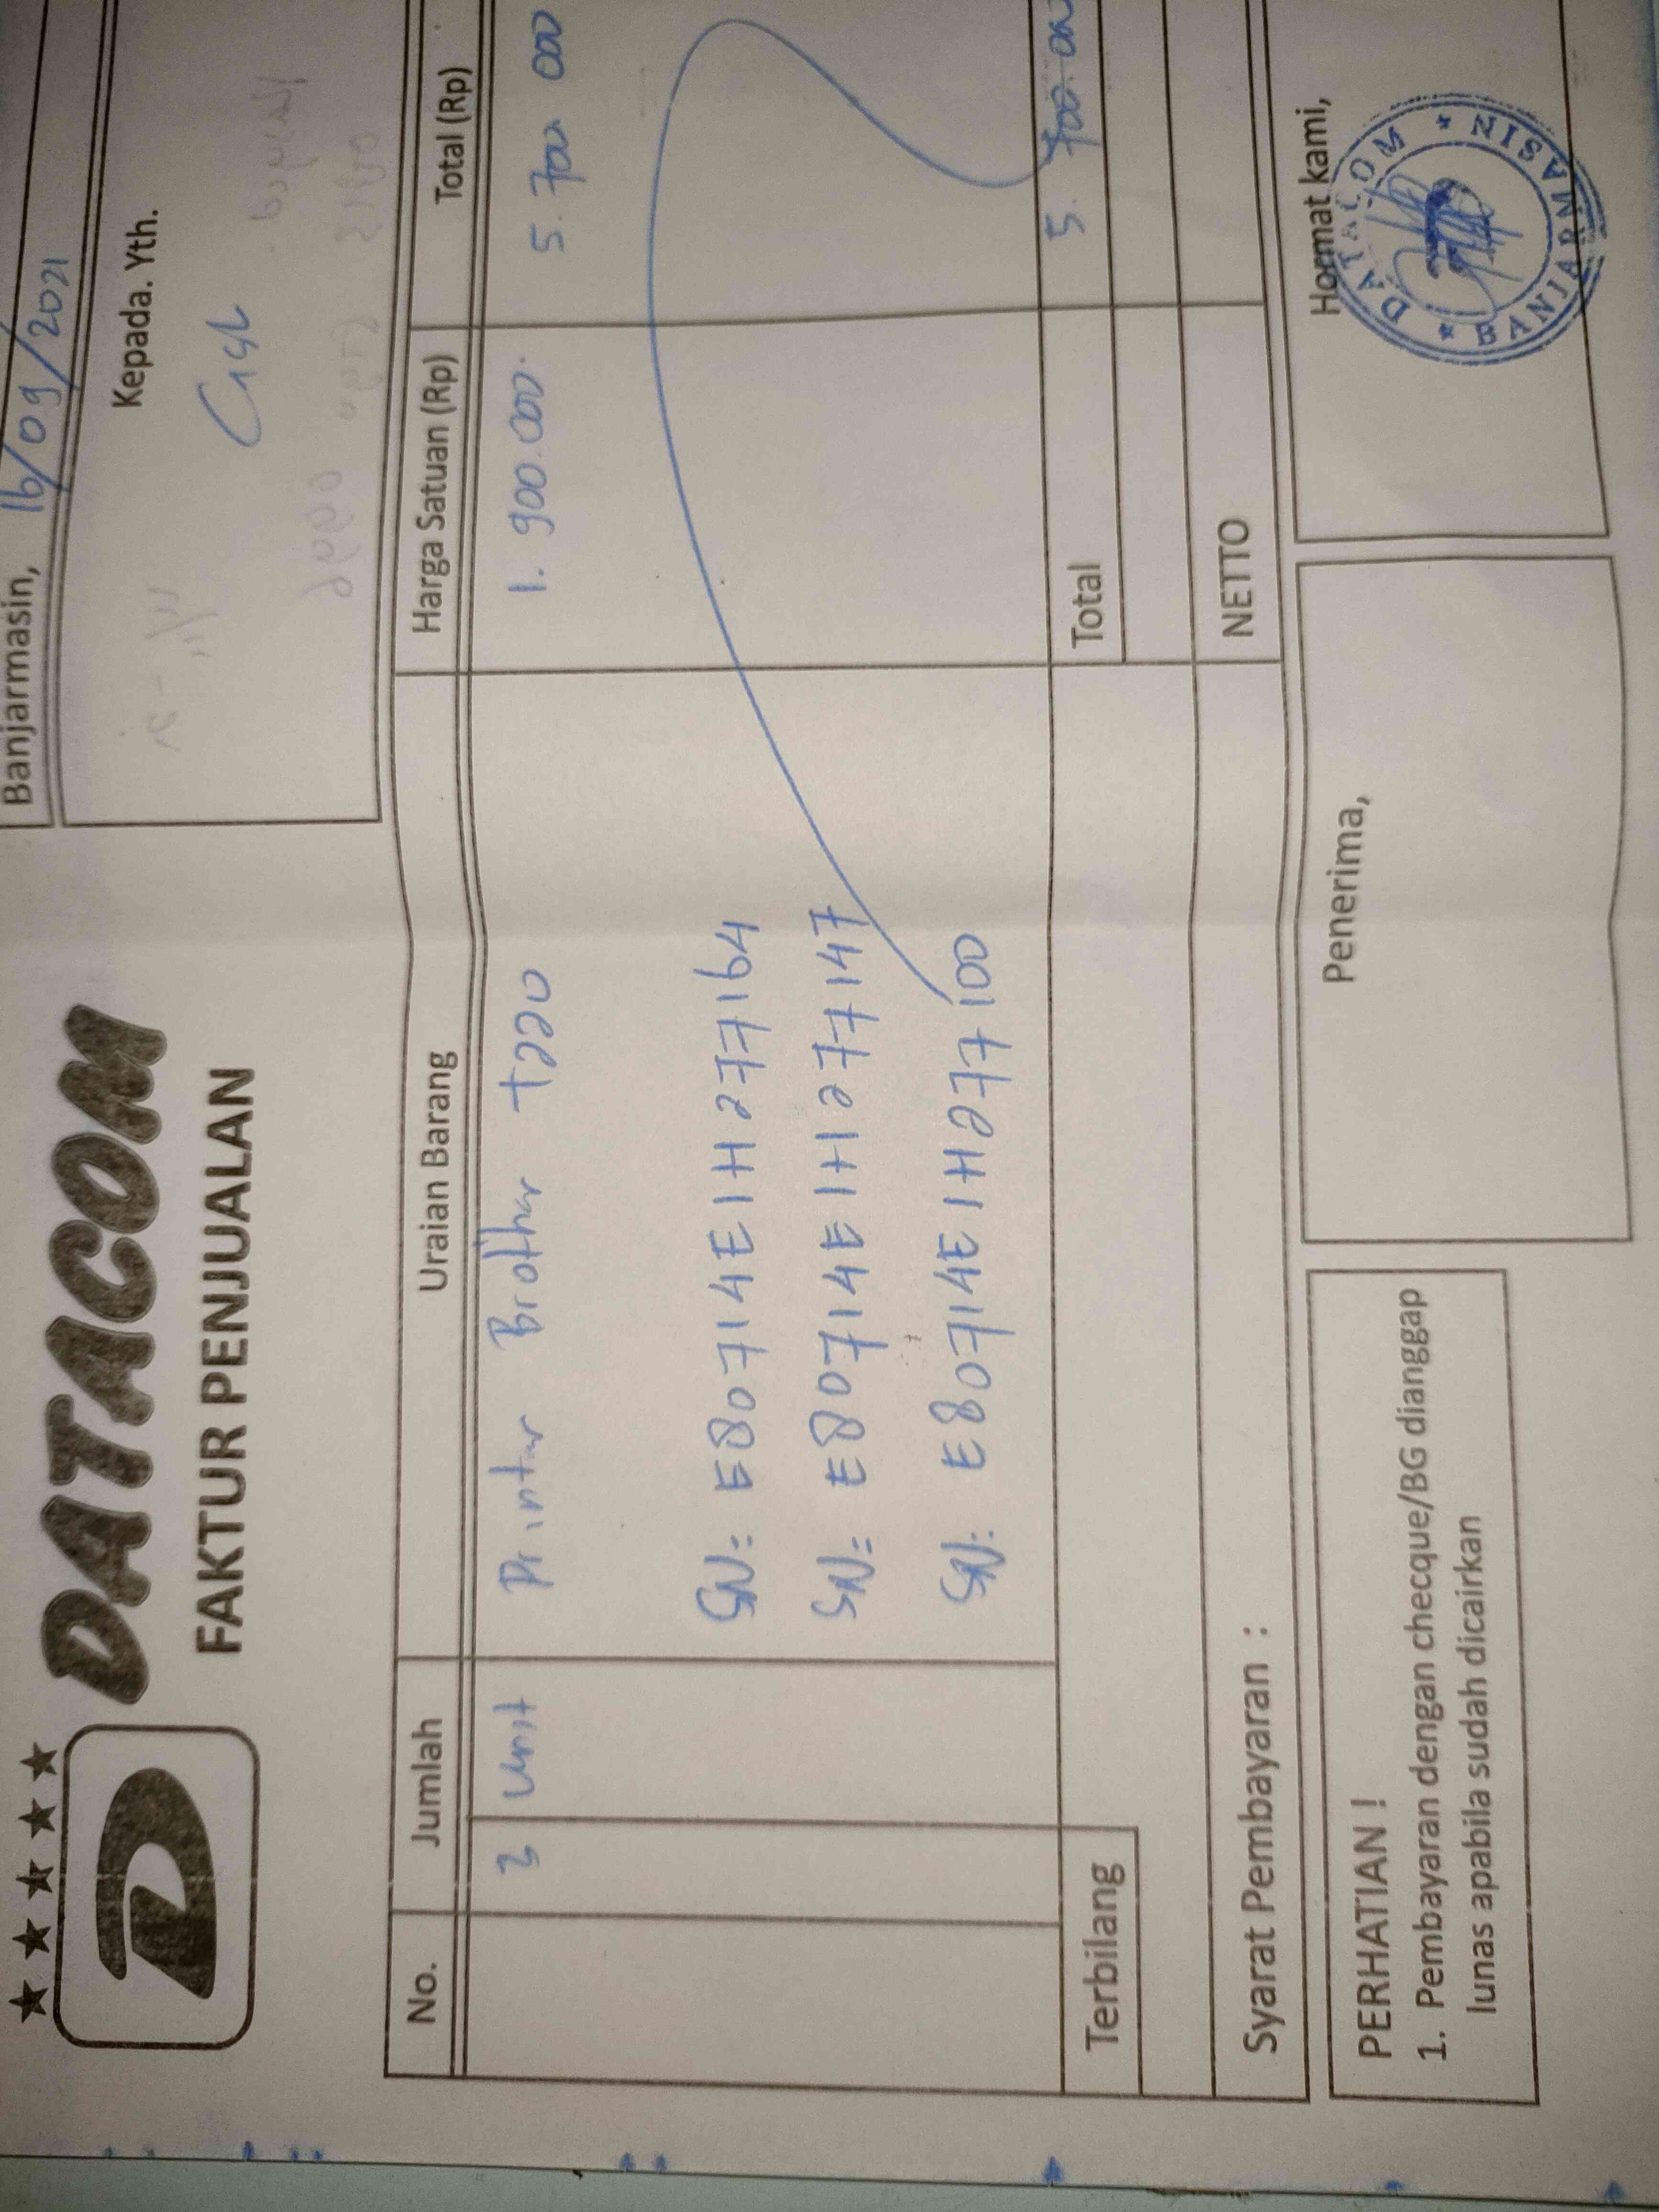 DATACOM
FAKTUR PENJUALAN
Banjarmasin, 16/09/2021
Kepada. Yth.
Cash
No. Jumlah Uraian Barang Harga Satuan (Rp) Total (Rp)
3 Unit Printer Brother T220 1.900.000 5.700.000
SN: E80714E1H277164
SN: E80714E1H277147
SN: E80714E1H277100
Terbilang Total 5.700.000
NETTO
Syarat Pembayaran :
PERHATIAN !
1. Pembayaran dengan checque/BG dianggap
lunas apabila sudah dicairkan
Penerima,
Hormat kami,
DATACOM
BANJARMASIN